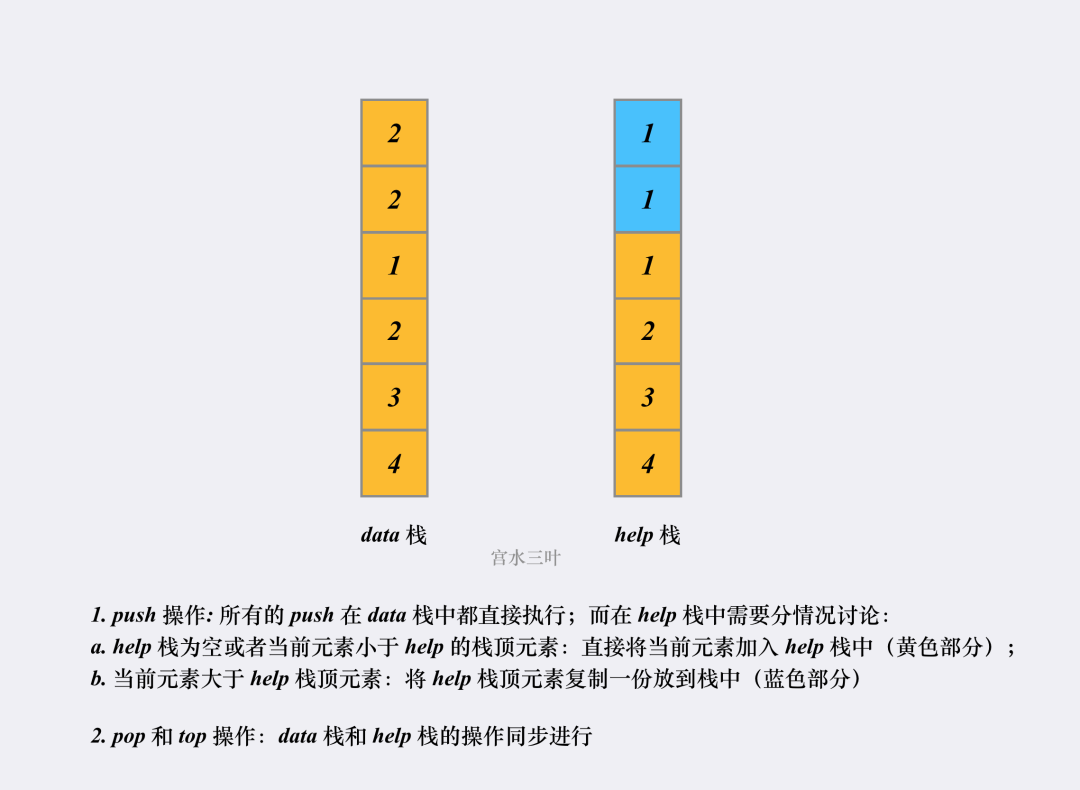 2 1
2 1
1 1
2 2
3 3
4 4
data 栈 help 栈
宫水三叶
1. push 操作: 所有的 push 在 data 栈中都直接执行；而在 help 栈中需要分情况讨论：
a. help 栈为空或者当前元素小于 help 的栈顶元素：直接将当前元素加入 help 栈中（黄色部分）；
b. 当前元素大于 help 栈顶元素：将 help 栈顶元素复制一份放到栈中（蓝色部分）
2. pop 和 top 操作：data 栈和 help 栈的操作同步进行